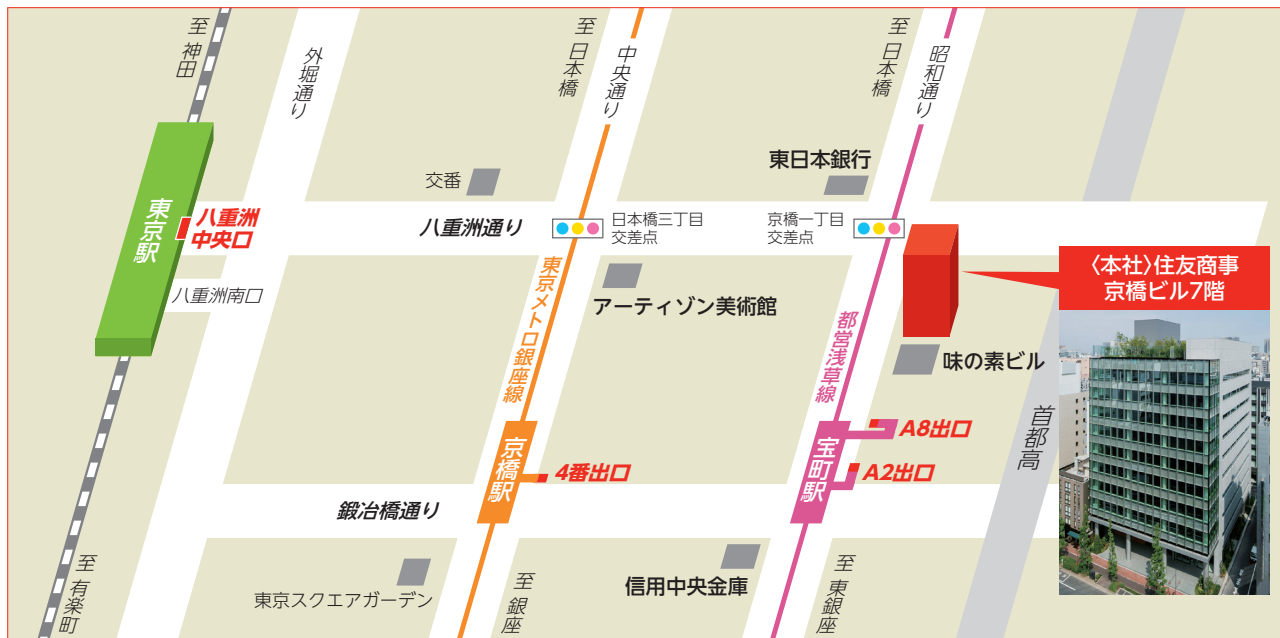 至
神
田
外堀通り
至
日
本
橋
中央通り
至
日
本
橋
昭和通り
東日本銀行
交番
東京駅
八重洲
中央口
八重洲通り
日本橋三丁目
交差点
京橋一丁目
交差点
八重洲南口
東京メトロ銀座線
アーティゾン美術館
都営浅草線
〈本社〉住友商事
京橋ビル7階
味の素ビル
首都高
A8出口
京橋駅
4番出口
宝町駅
A2出口
鍛冶橋通り
至
有
楽
町
東京スクエアガーデン
至
銀
座
信用中央金庫
至
東
銀
座